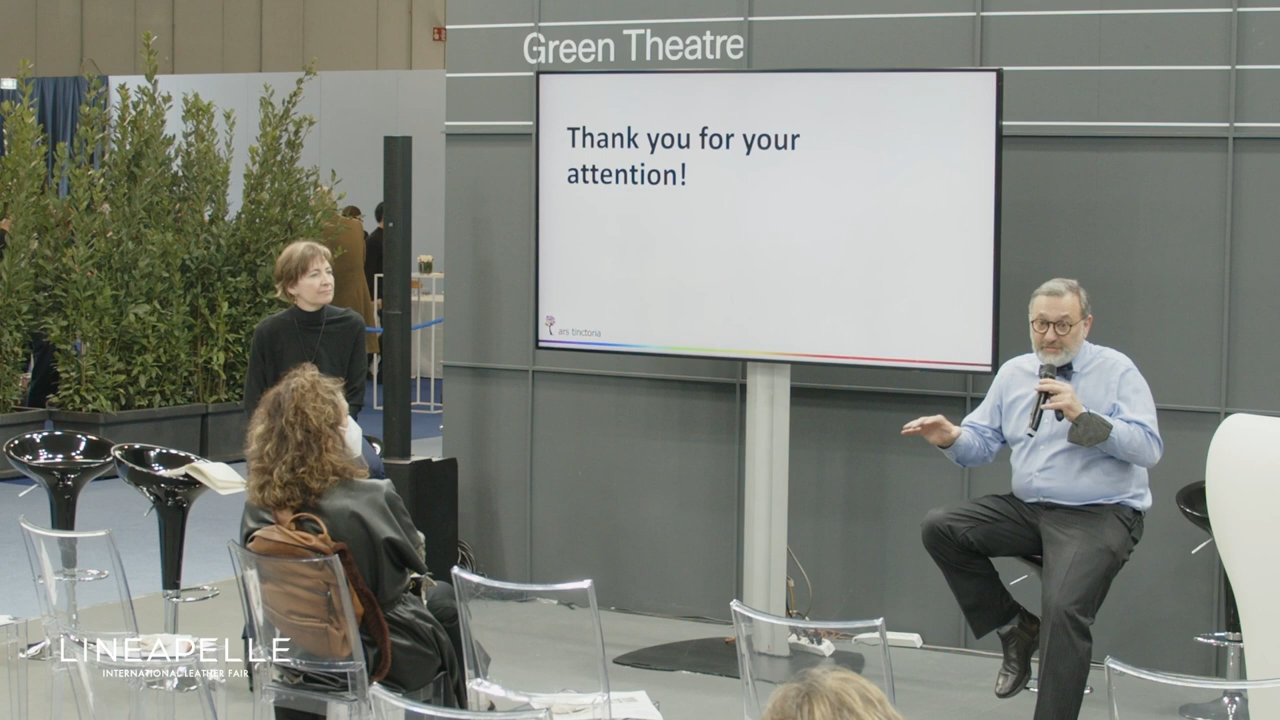 Green Theatre
Thank you for your
attention!
ars tinctoria
LINEAPELLE
INTERNATIONAL LEATHER FAIR